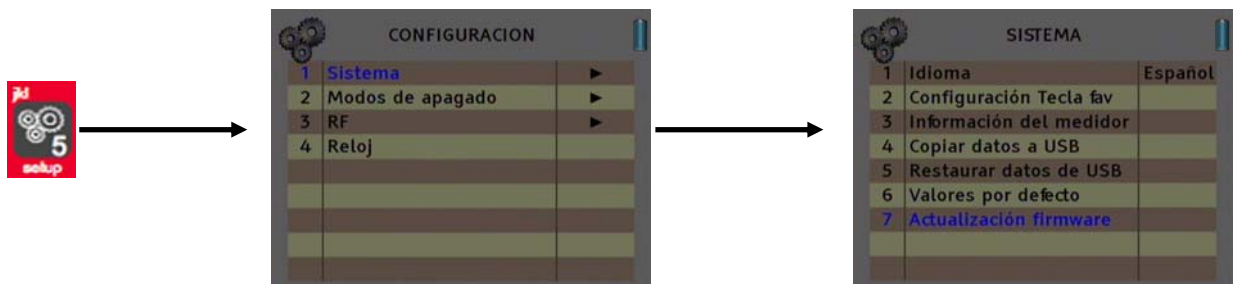 jkl
5
setup
CONFIGURACION
1 Sistema ►
2 Modos de apagado ►
3 RF ►
4 Reloj
SISTEMA
1 Idioma Español
2 Configuración Tecla fav
3 Información del medidor
4 Copiar datos a USB
5 Restaurar datos de USB
6 Valores por defecto
7 Actualización firmware